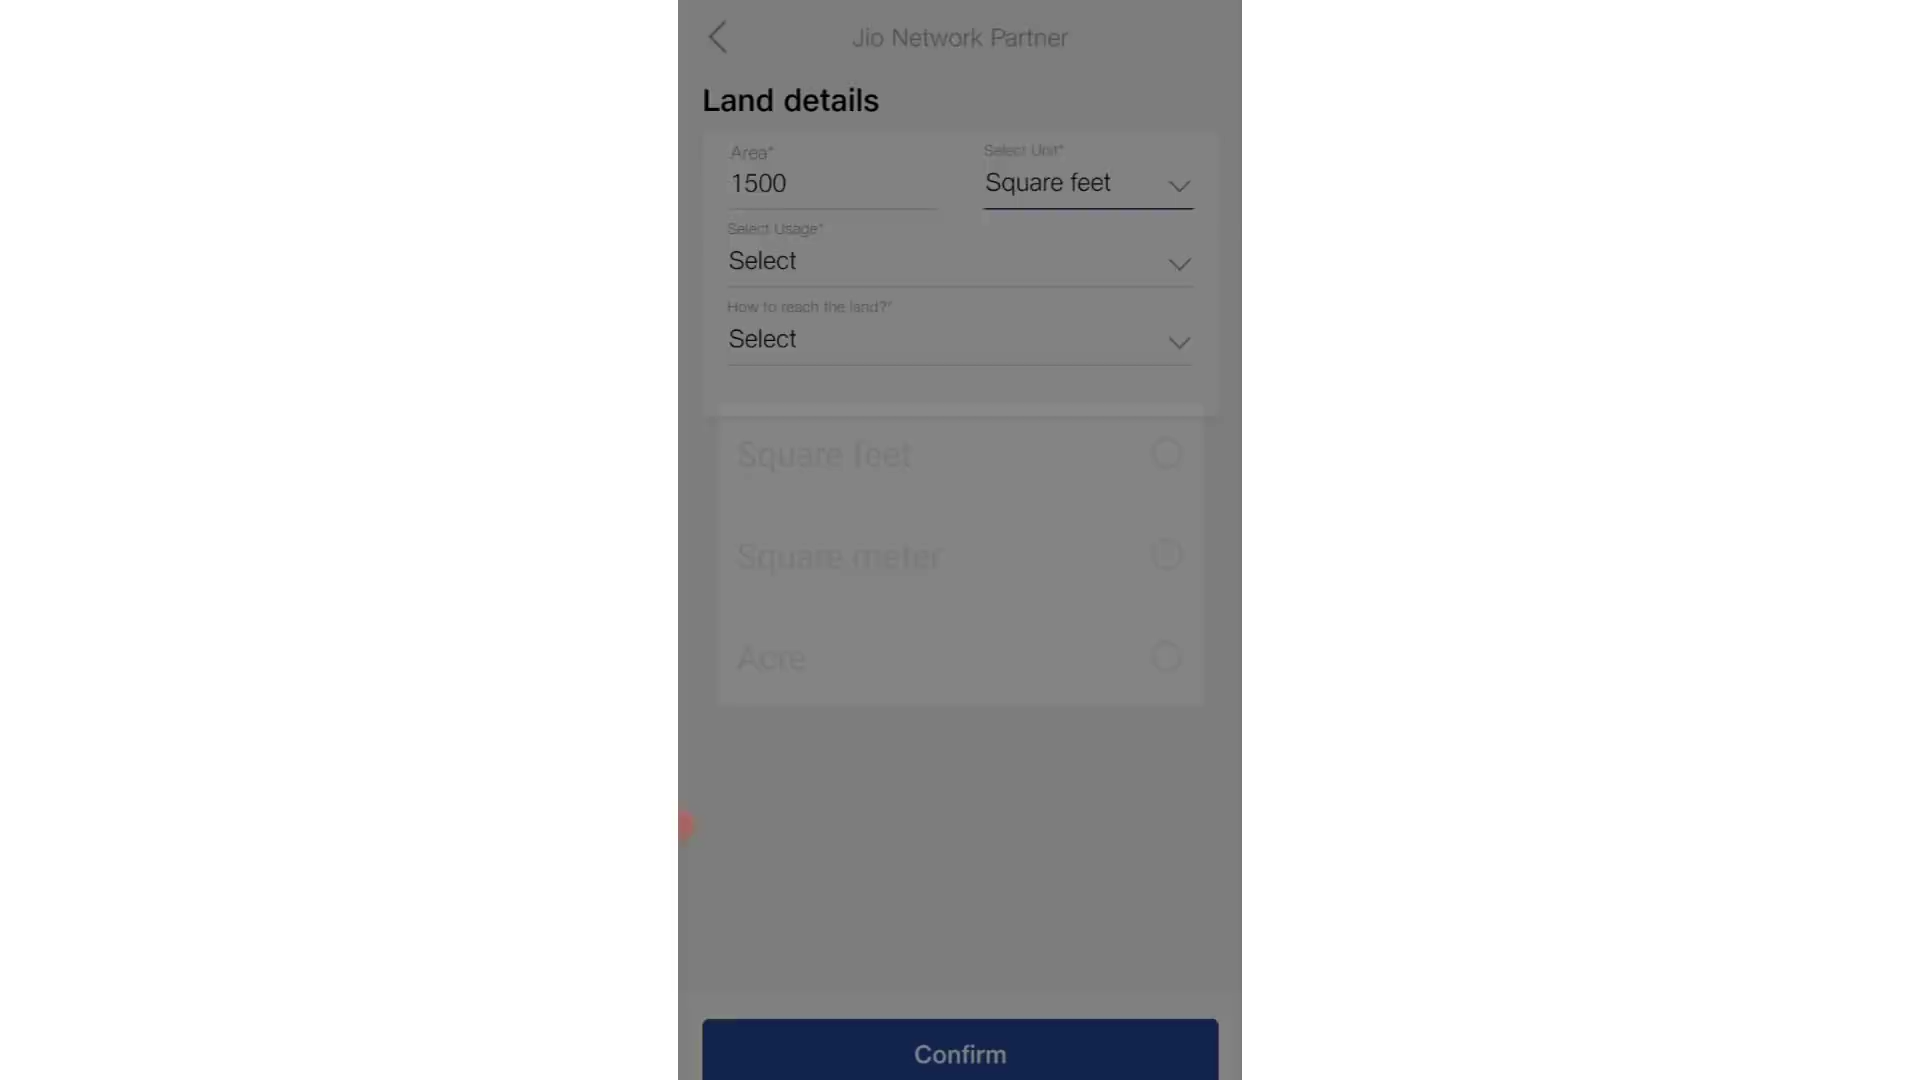 Jio Network Partner
Land details
Area*
Select Unit*
1500
Square feet
Select Usage*
Select
How to reach the land?*
Select
Square feet
Square meter
Acre
Confirm